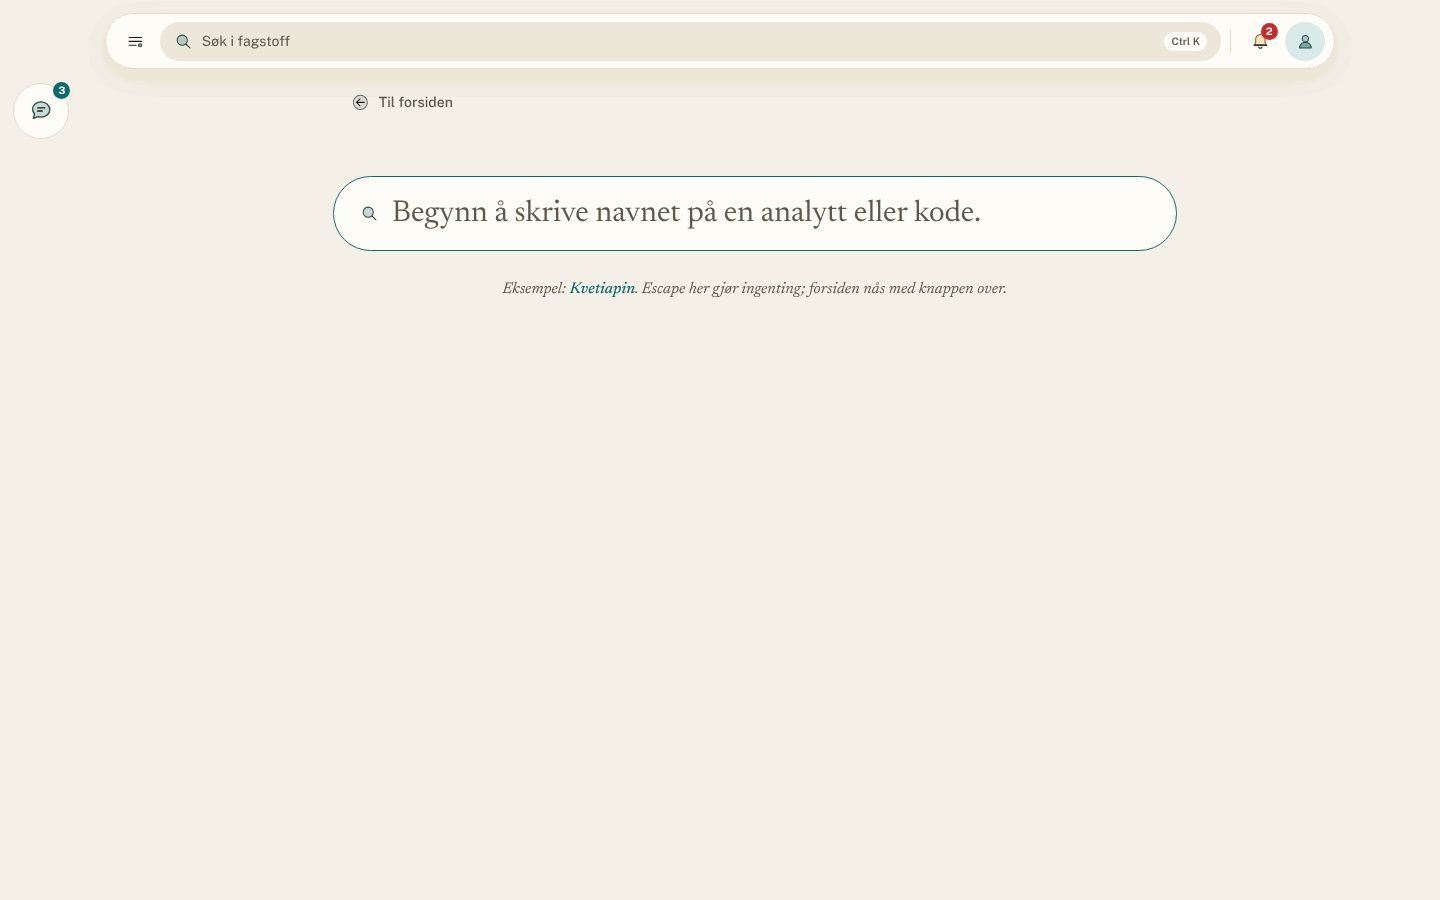 Søk i fagstoff
Ctrl K
2
3
Til forsiden
Begynn å skrive navnet på en analytt eller kode.
Eksempel: Kvetiapin. Escape her gjør ingenting; forsiden nås med knappen over.